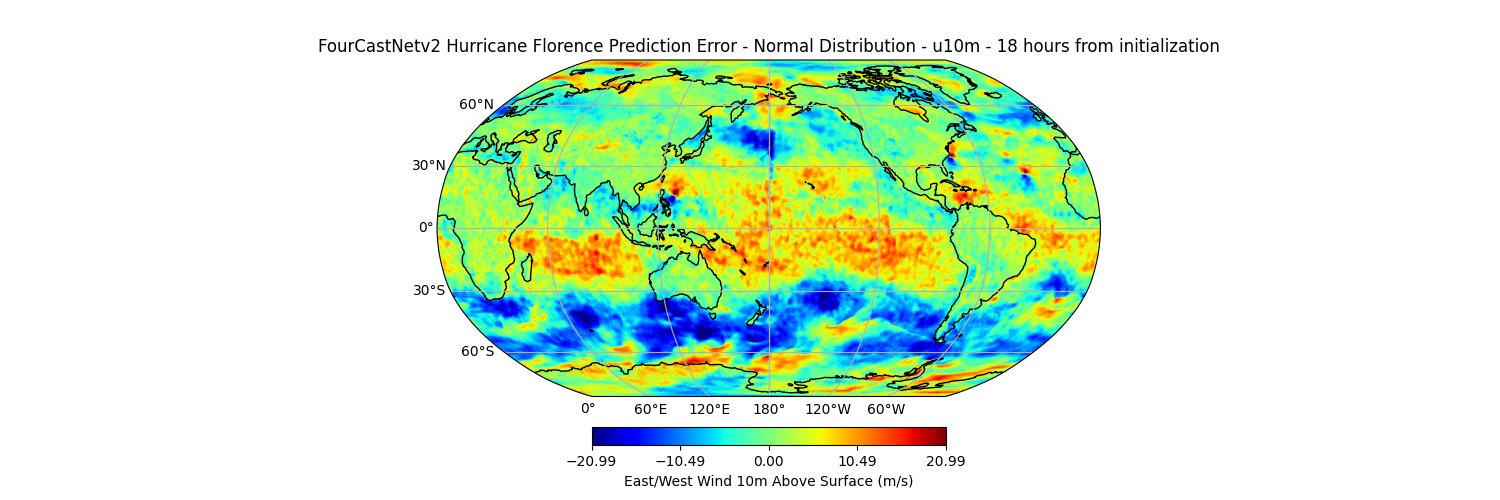 FourCastNetv2 Hurricane Florence Prediction Error - Normal Distribution - u10m - 18 hours from initialization
60°N
30°N
0°
30°S
60°S
0° 60°E 120°E 180° 120°W 60°W
−20.99 −10.49 0.00 10.49 20.99
East/West Wind 10m Above Surface (m/s)